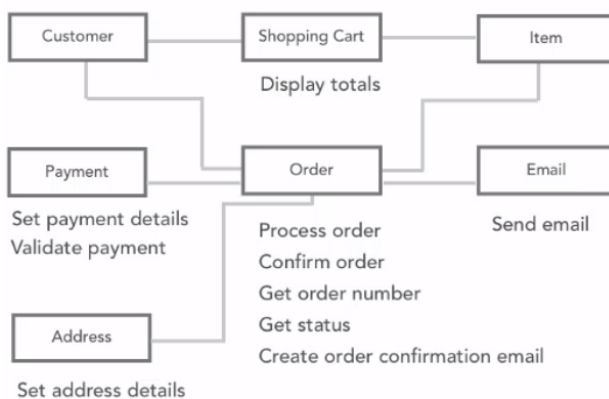 Customer
Shopping Cart
Item
Display totals
Payment
Order
Email
Set payment details
Validate payment
Process order
Confirm order
Get order number
Get status
Create order confirmation email
Send email
Address
Set address details